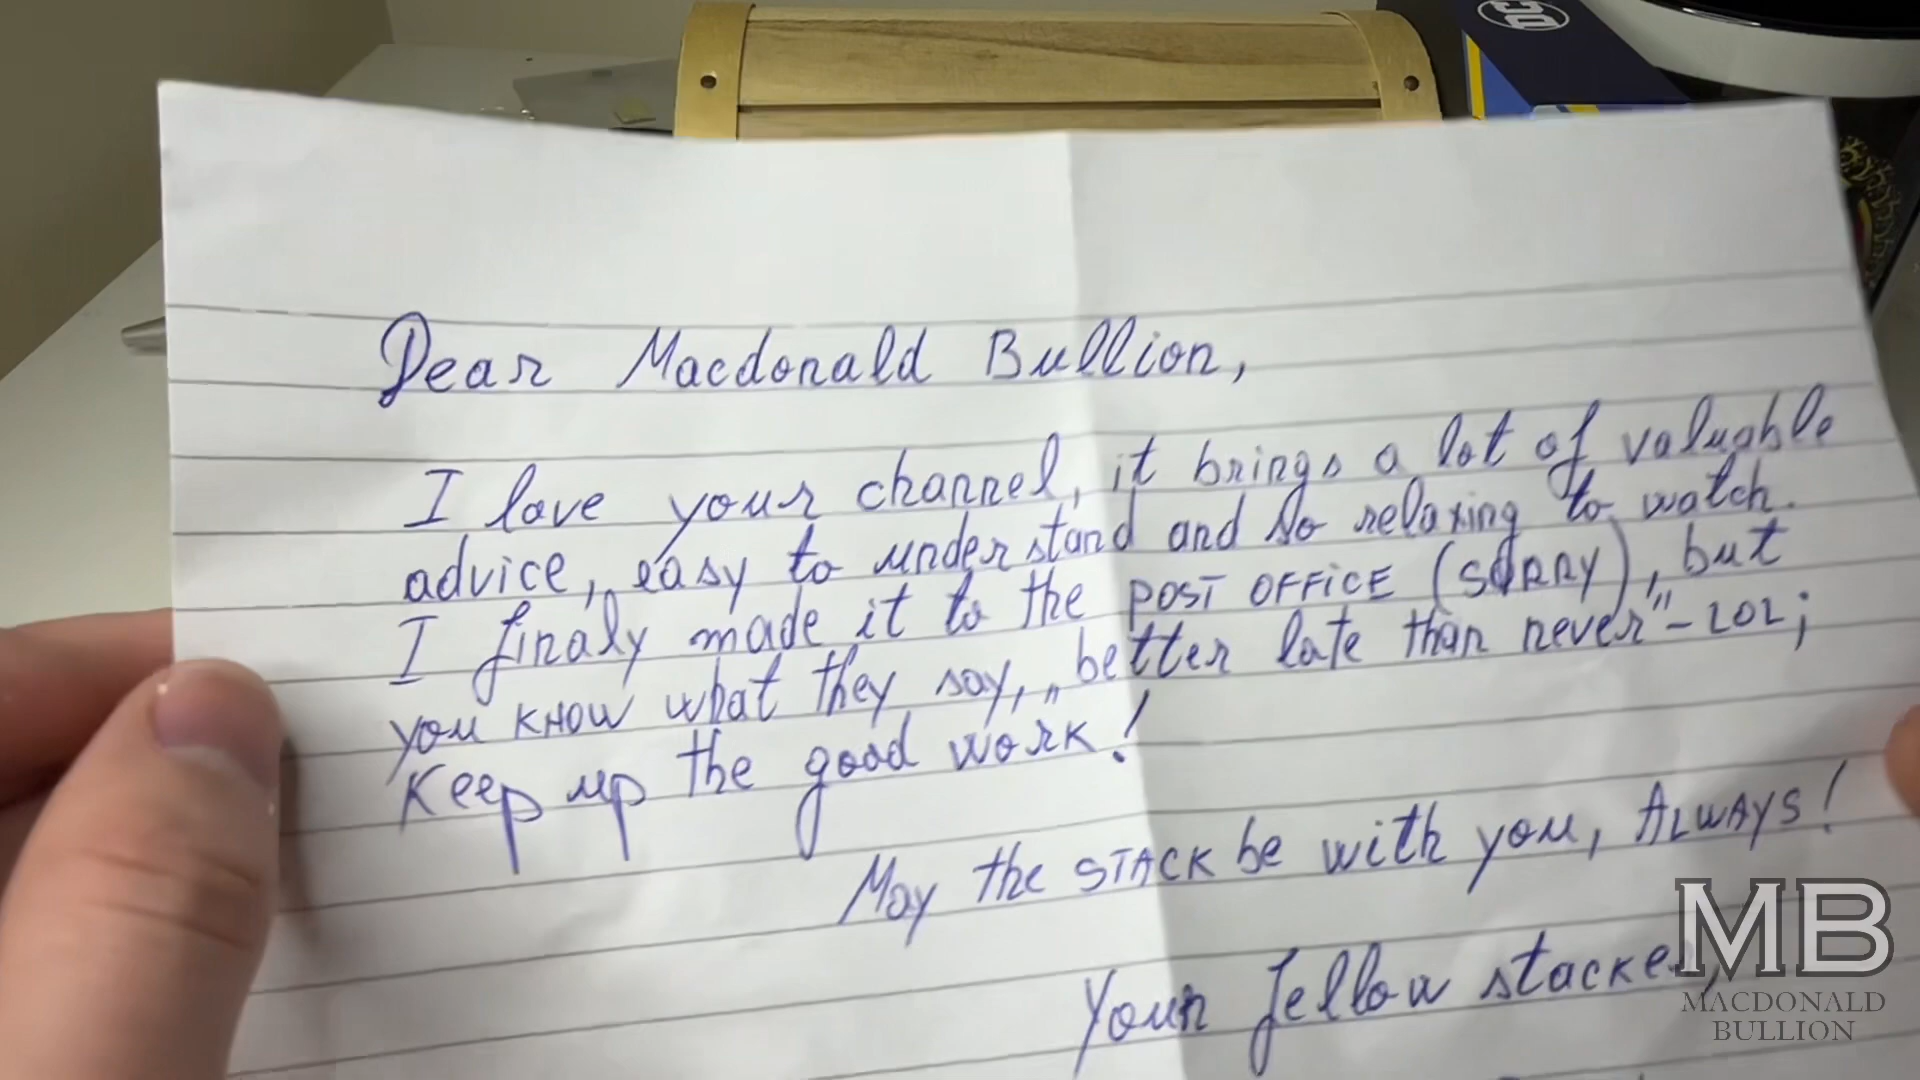 DC
Dear Macdonald Bullion,
I love your channel, it brings a lot of valuable
advice, easy to understand and so relaxing to watch.
I finaly made it to the POST OFFICE (SORRY), but
you KNOW what they say, „better late than never" - LOL;
Keep up the good work!
May the STACK be with you, ALWAYS!
Your fellow stacker,
MB
MACDONALD
BULLION